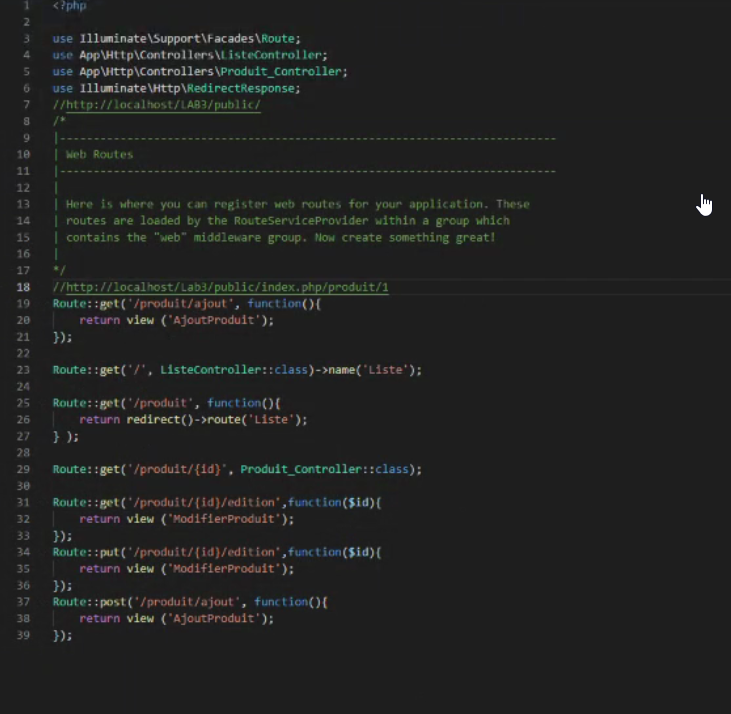 1 <?php
2
3 use Illuminate\Support\Facades\Route;
4 use App\Http\Controllers\ListeController;
5 use App\Http\Controllers\Produit_Controller;
6 use Illuminate\Http\RedirectResponse;
7 //http://localhost/LAB3/public/
8 /*
9 |--------------------------------------------------------------------------
10 | Web Routes
11 |--------------------------------------------------------------------------
12 |
13 | Here is where you can register web routes for your application. These
14 | routes are loaded by the RouteServiceProvider within a group which
15 | contains the "web" middleware group. Now create something great!
16 |
17 */
18 //http://localhost/Lab3/public/index.php/produit/1
19 Route::get('/produit/ajout', function(){
20 return view ('AjoutProduit');
21 });
22
23 Route::get('/', ListeController::class)->name('Liste');
24
25 Route::get('/produit', function(){
26 return redirect()->route('Liste');
27 } );
28
29 Route::get('/produit/{id}', Produit_Controller::class);
30
31 Route::get('/produit/{id}/edition',function($id){
32 return view ('ModifierProduit');
33 });
34 Route::put('/produit/{id}/edition',function($id){
35 return view ('ModifierProduit');
36 });
37 Route::post('/produit/ajout', function(){
38 return view ('AjoutProduit');
39 });